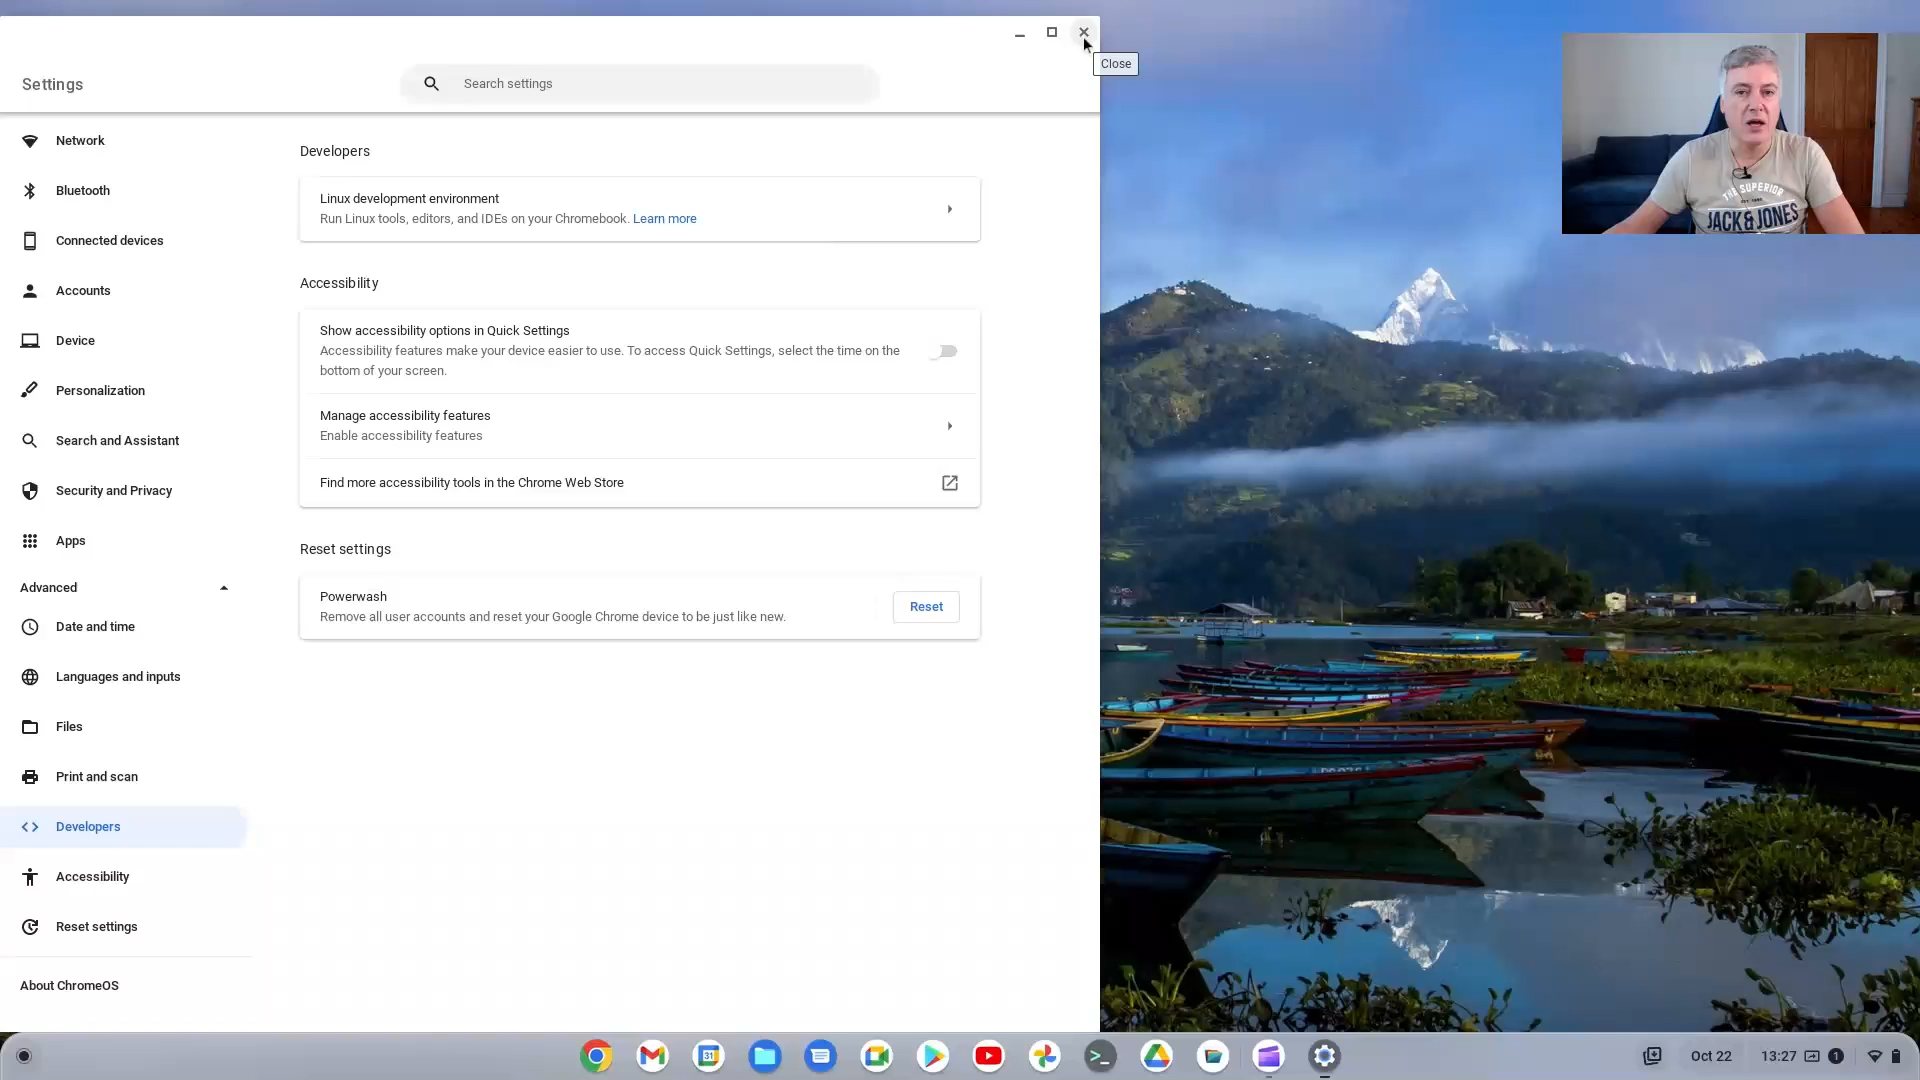 Close
Settings
Search settings
Network
Bluetooth
Connected devices
Accounts
Device
Personalization
Search and Assistant
Security and Privacy
Apps
Advanced
Date and time
Languages and inputs
Files
Print and scan
Developers
Accessibility
Reset settings
About ChromeOS
Developers
Linux development environment
Run Linux tools, editors, and IDEs on your Chromebook. Learn more
Accessibility
Show accessibility options in Quick Settings
Accessibility features make your device easier to use. To access Quick Settings, select the time on the
bottom of your screen.
Manage accessibility features
Enable accessibility features
Find more accessibility tools in the Chrome Web Store
Reset settings
Powerwash
Remove all user accounts and reset your Google Chrome device to be just like new.
Reset
THE SUPERIOR
JACK & JONES
31
>_
Oct 22
13:27
1